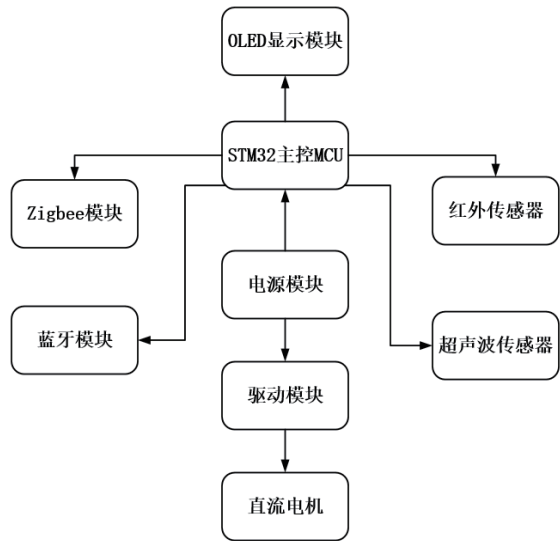 OLED显示模块
STM32主控MCU
Zigbee模块
红外传感器
电源模块
蓝牙模块
超声波传感器
驱动模块
直流电机